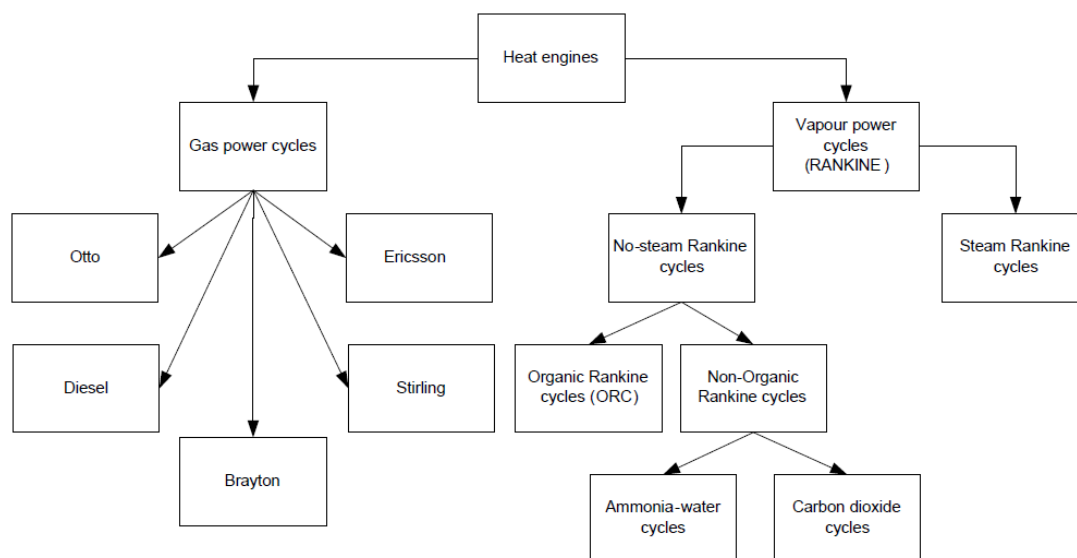 Heat engines
Gas power cycles
Vapour power
cycles
(RANKINE )
Otto
Ericsson
No-steam Rankine
cycles
Steam Rankine
cycles
Diesel
Stirling
Organic Rankine
cycles (ORC)
Non-Organic
Rankine cycles
Brayton
Ammonia-water
cycles
Carbon dioxide
cycles